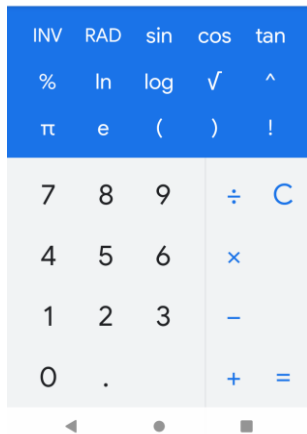 INV RAD sin cos tan
% ln log √ ^
π e ( ) !
7 8 9 ÷ C
4 5 6 ×
1 2 3 −
0 . + =